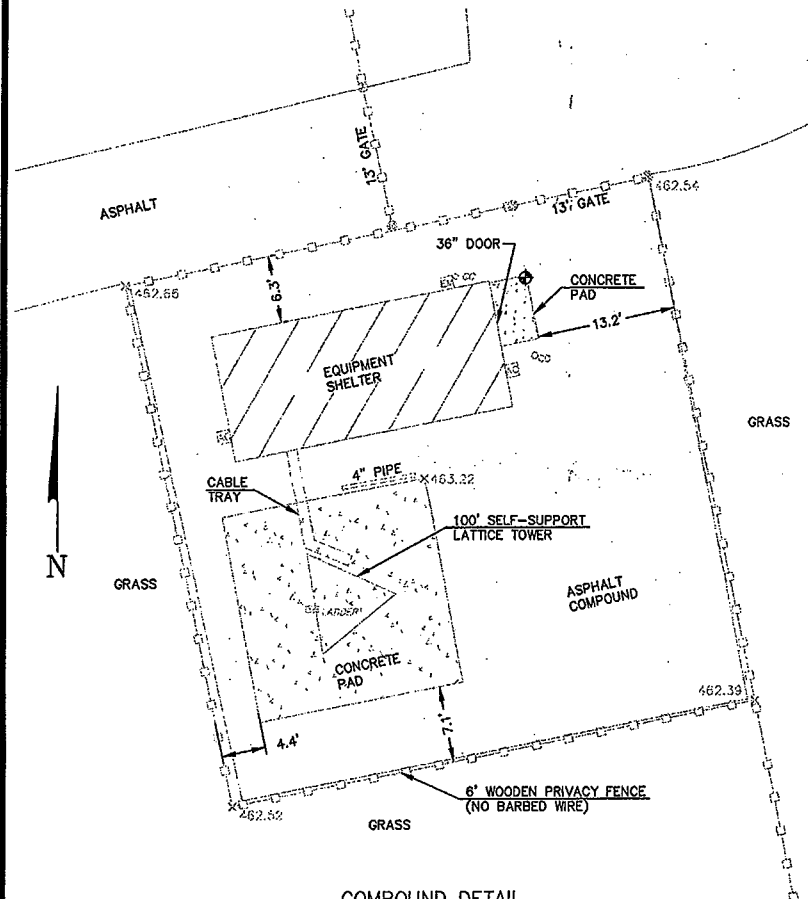 13' GATE
ASPHALT
462.54
13' GATE
36" DOOR
CONCRETE
PAD
462.66
6.3'
13.2'
EQUIPMENT
SHELTER
GRASS
CABLE
TRAY
4" PIPE
463.22
100' SELF-SUPPORT
LATTICE TOWER
N
GRASS
ASPHALT
COMPOUND
LADDER
CONCRETE
PAD
462.39
7.1'
4.4'
6' WOODEN PRIVACY FENCE
(NO BARBED WIRE)
462.52
GRASS
COMPOUND DETAIL